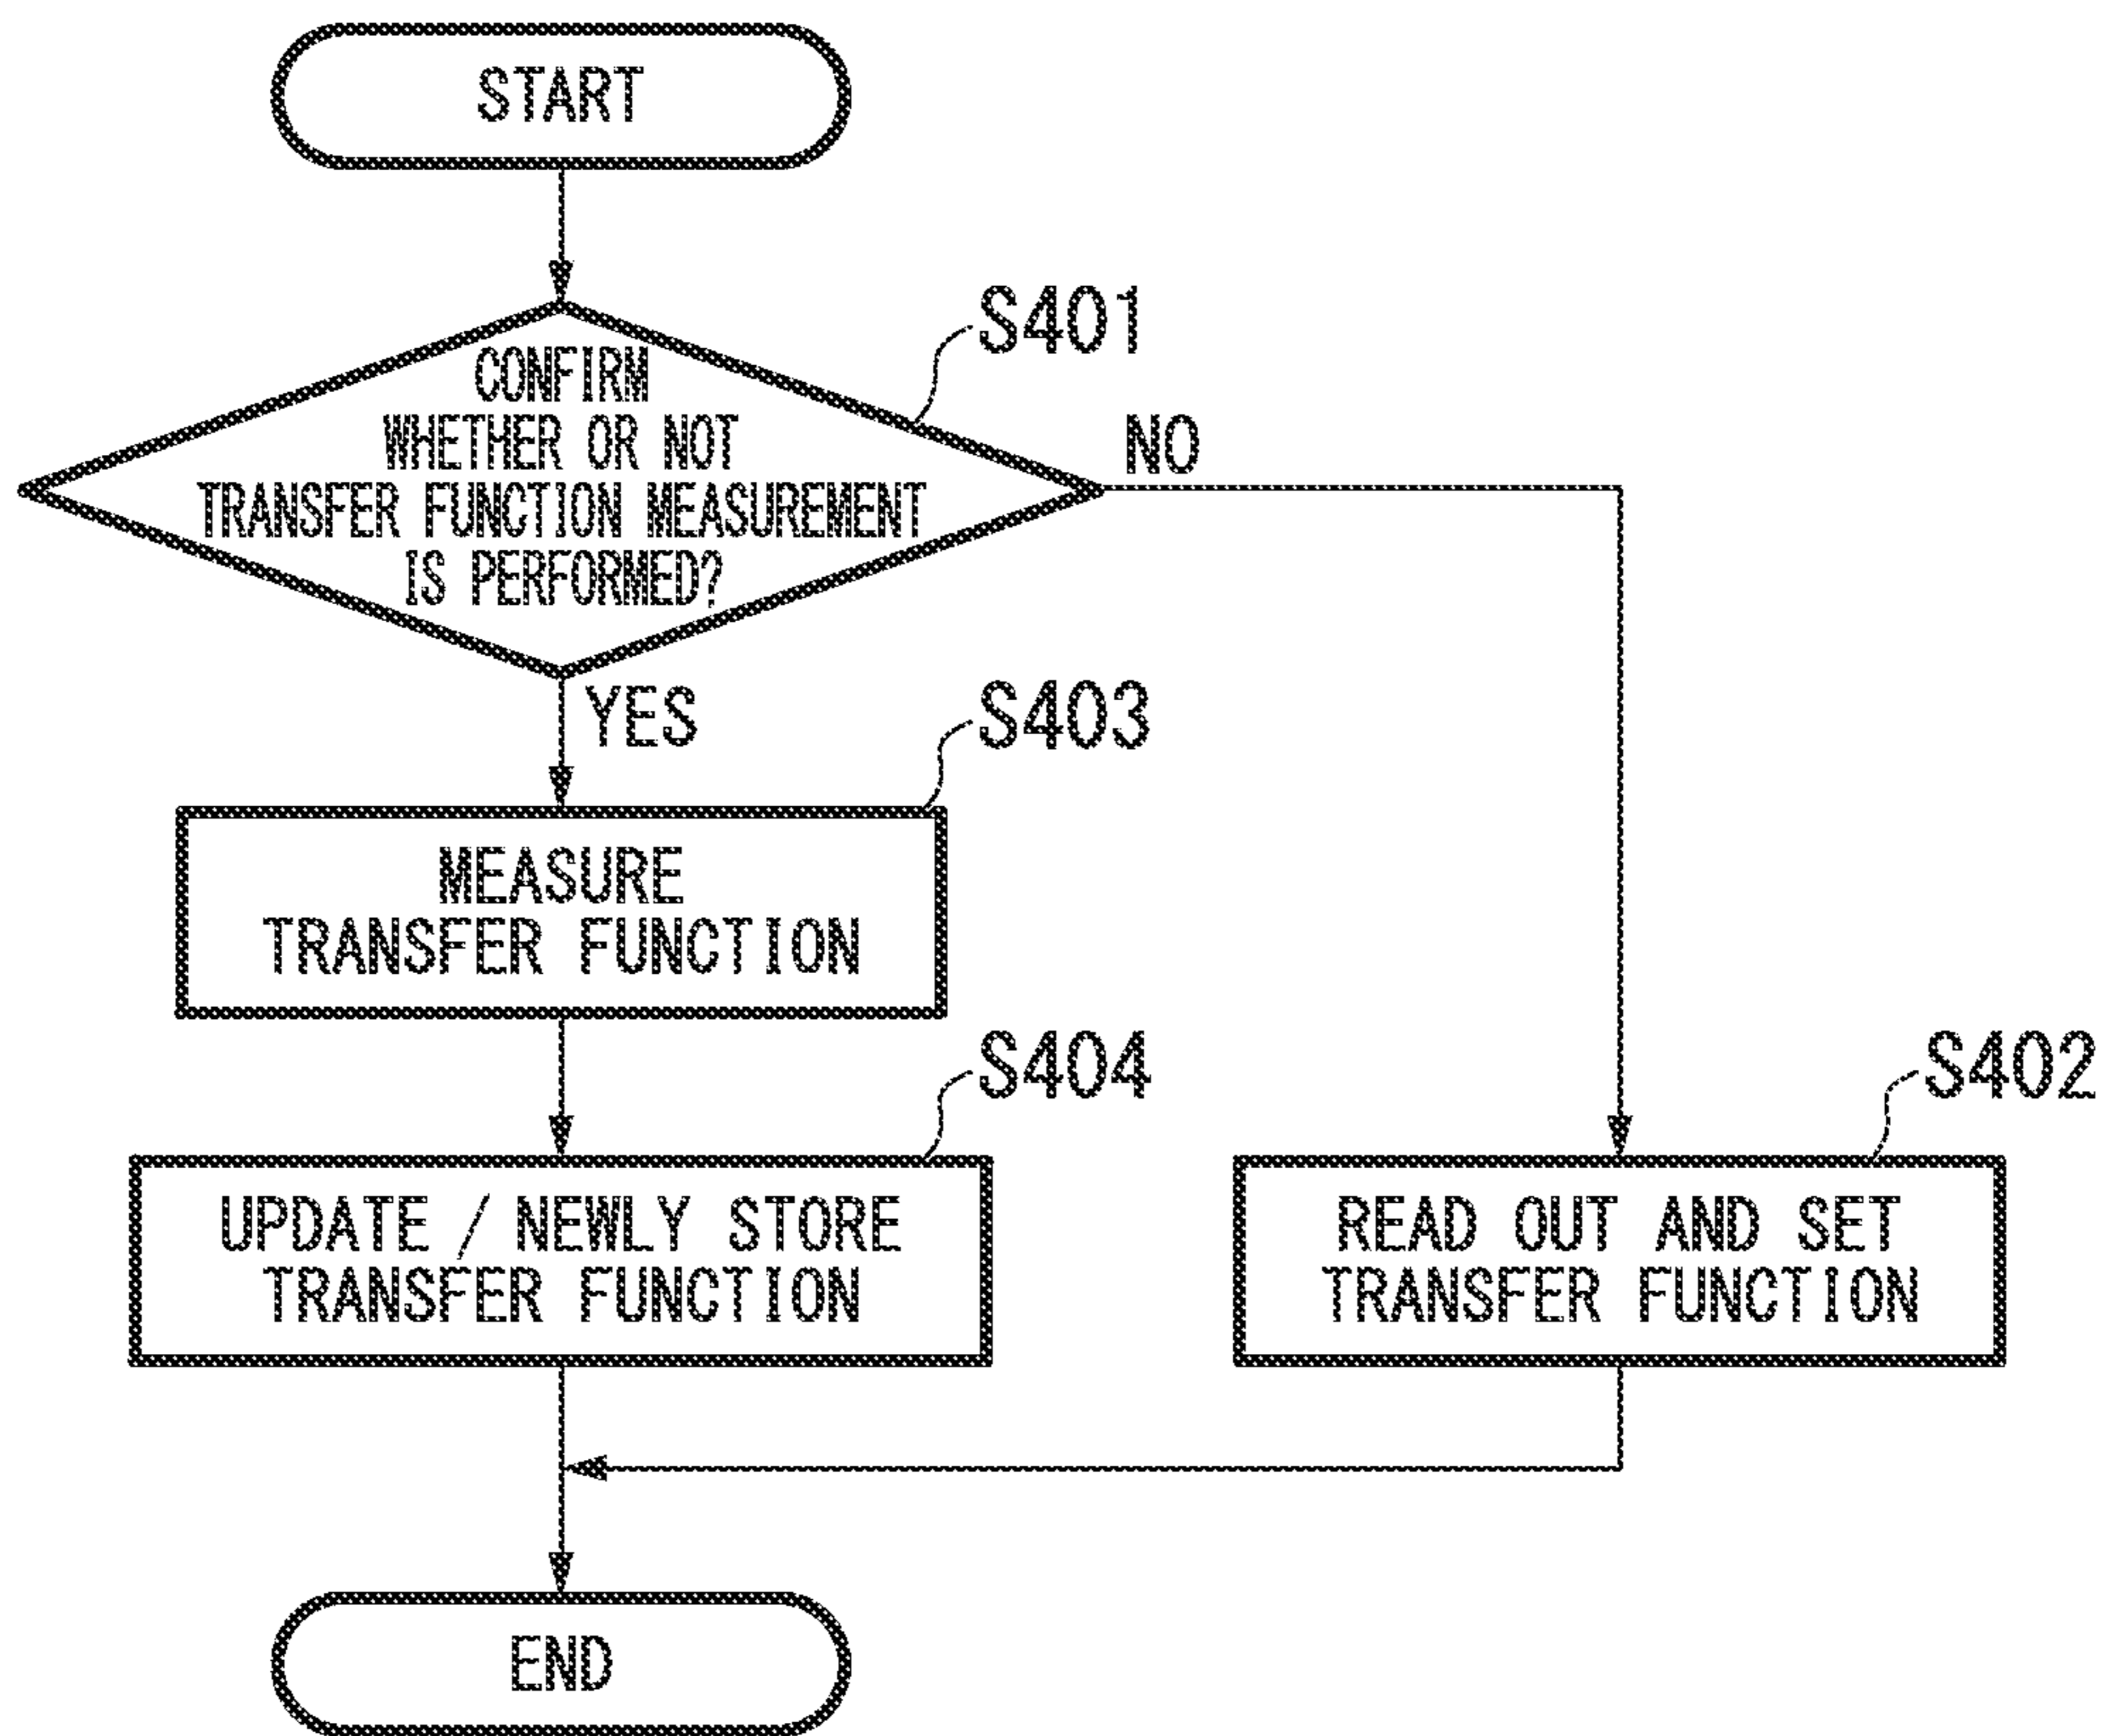 START
S401
CONFIRM
WHETHER OR NOT
TRANSFER FUNCTION MEASUREMENT
IS PERFORMED?
NO
YES
S403
MEASURE
TRANSFER FUNCTION
S404
UPDATE / NEWLY STORE
TRANSFER FUNCTION
S402
READ OUT AND SET
TRANSFER FUNCTION
END